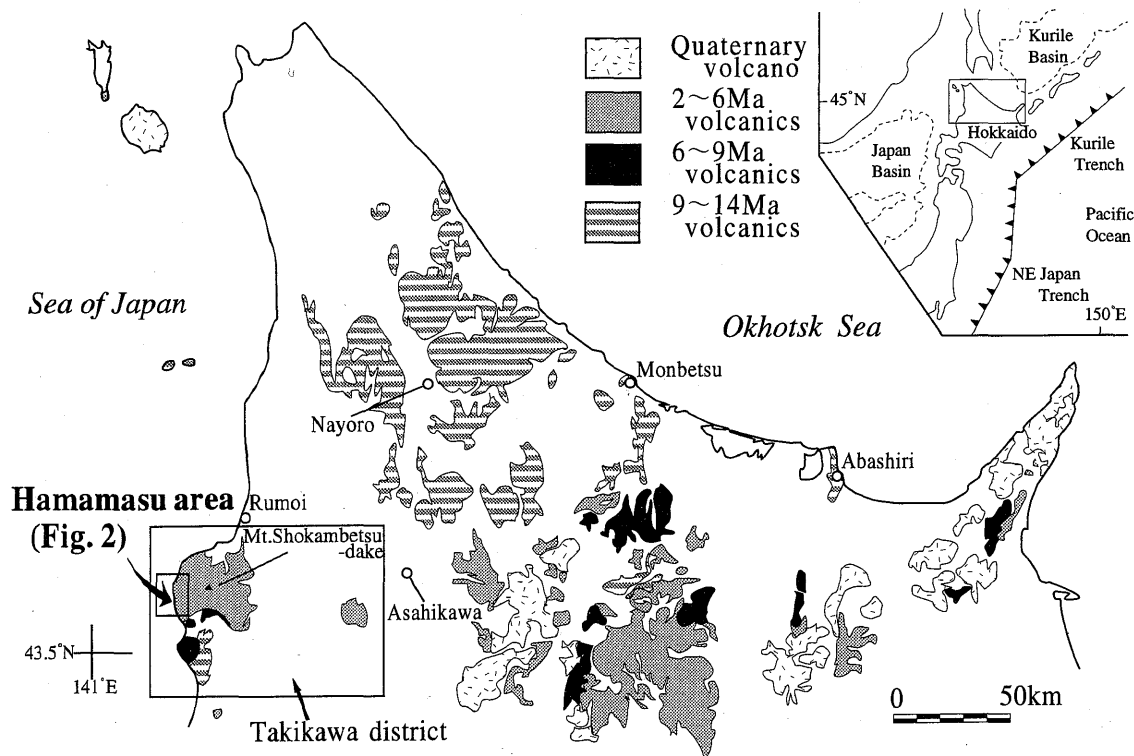 Quaternary
volcano
2~6Ma
volcanics
6~9Ma
volcanics
9~14Ma
volcanics
Kurile
Basin
45°N
Hokkaido
Japan
Basin
Kurile
Trench
Pacific
Ocean
NE Japan
Trench
150°E
Sea of Japan
Okhotsk Sea
Monbetsu
Nayoro
Abashiri
Hamamasu area
(Fig. 2)
Rumoi
Mt.Shokambetsu
-dake
Asahikawa
43.5°N
141°E
0 50km
Takikawa district